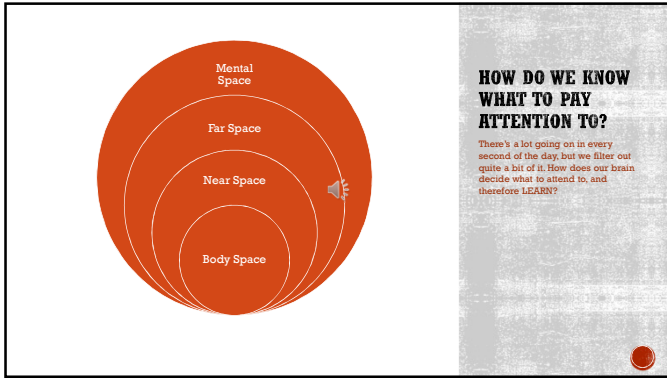 Mental
Space
Far Space
Near Space
Body Space
HOW DO WE KNOW
WHAT TO PAY
ATTENTION TO?
There's a lot going on in every
second of the day, but we filter out
quite a bit of it. How does our brain
decide what to attend to, and
therefore LEARN?